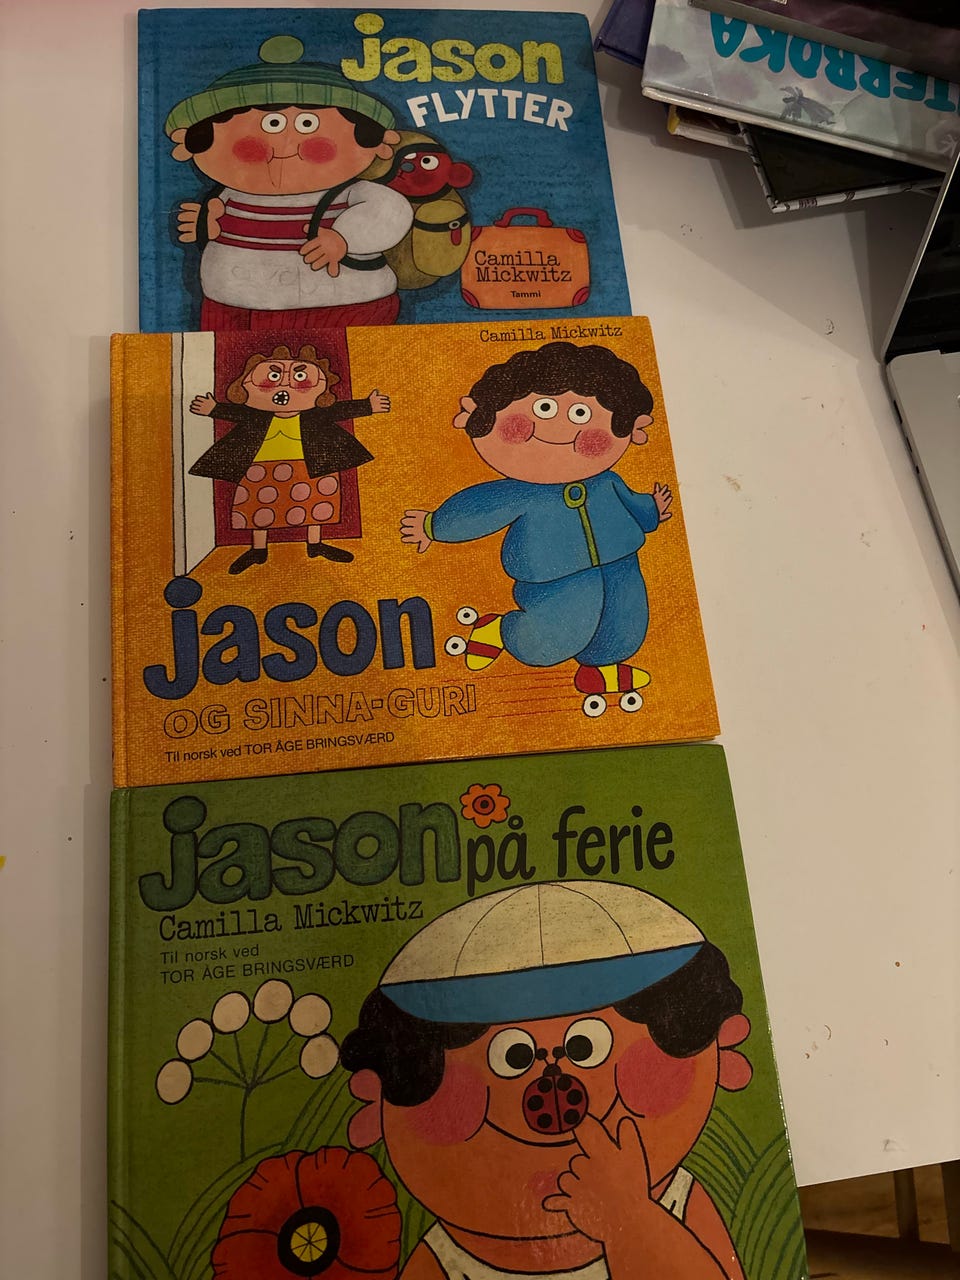 jason
FLYTTER
Camilla
Mickwitz
Tammi
Camilla Mickwitz
jason
OG SINNA-GURI
Til norsk ved TOR ÅGE BRINGSVÆRD
jason på ferie
Camilla Mickwitz
Til norsk ved
TOR ÅGE BRINGSVÆRD